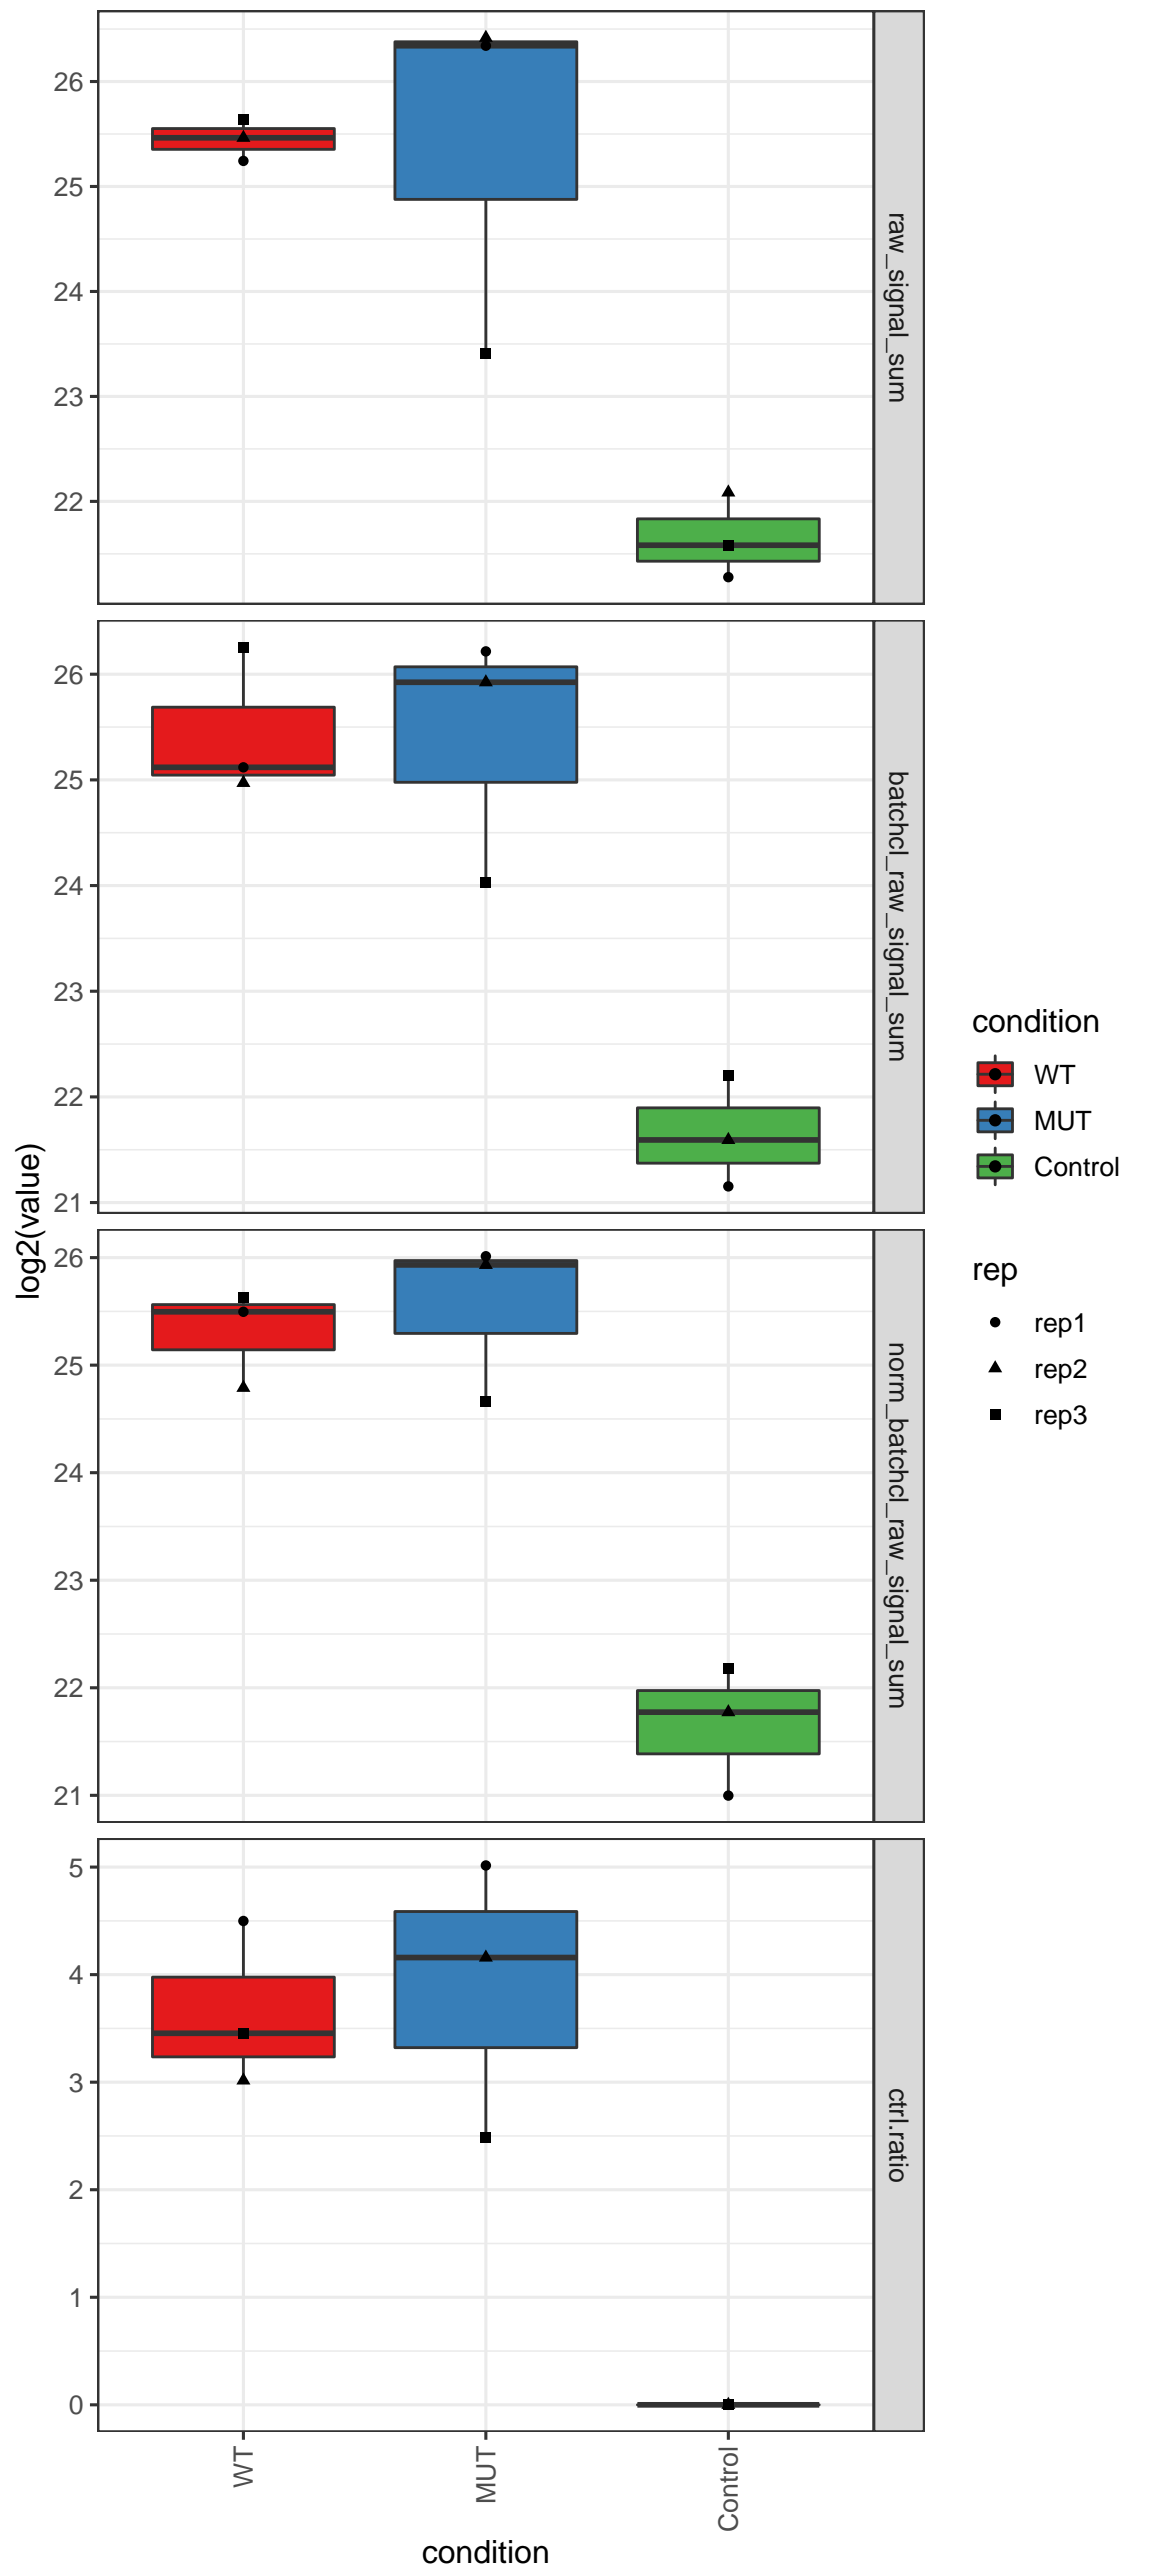 log2(value)
26
25
24
23
22
raw_signal_sum
26
25
24
23
22
21
batchcl_raw_signal_sum
26
25
24
23
22
21
norm_batchcl_raw_signal_sum
5
4
3
2
1
0
ctrl.ratio
WT
MUT
Control
condition
condition
WT
MUT
Control
rep
rep1
rep2
rep3